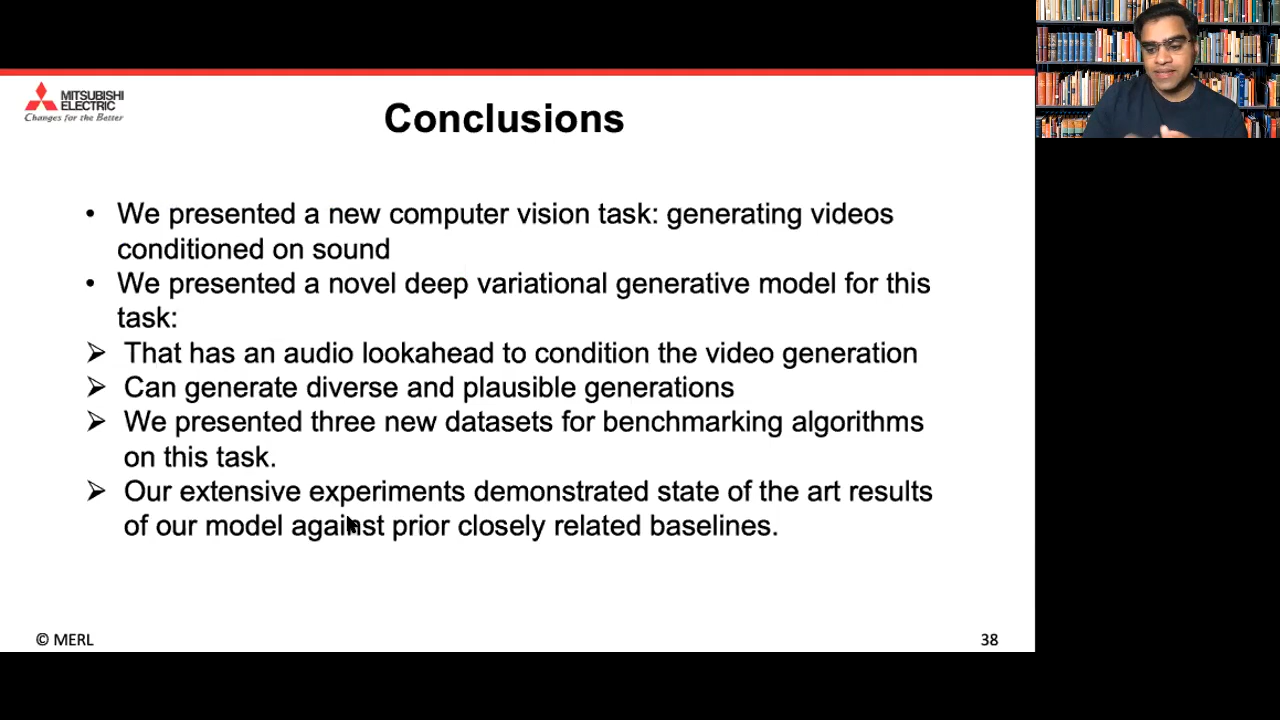 MITSUBISHI
ELECTRIC
Changes for the Better
Conclusions
• We presented a new computer vision task: generating videos
conditioned on sound
• We presented a novel deep variational generative model for this
task:
➢ That has an audio lookahead to condition the video generation
➢ Can generate diverse and plausible generations
➢ We presented three new datasets for benchmarking algorithms
on this task.
➢ Our extensive experiments demonstrated state of the art results
of our model against prior closely related baselines.
© MERL
38